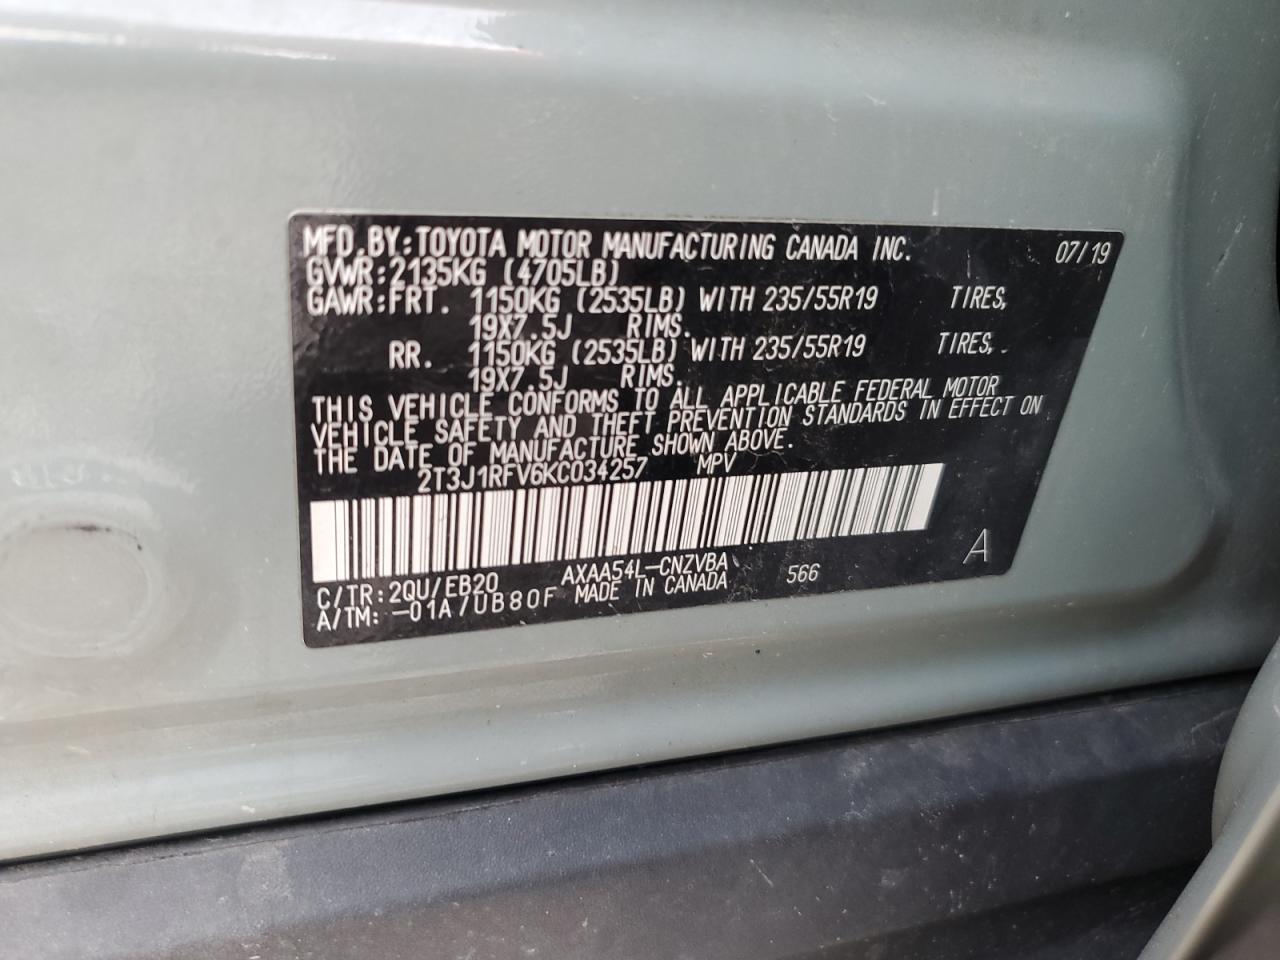 MFD. BY: TOYOTA MOTOR MANUFACTURING CANADA INC. 07/19
GVWR: 2135KG (4705LB)
GAWR: FRT. 1150KG (2535LB) WITH 235/55R19 TIRES,
19X7.5J RIMS.
RR. 1150KG (2535LB) WITH 235/55R19 TIRES,
19X7.5J RIMS.
THIS VEHICLE CONFORMS TO ALL APPLICABLE FEDERAL MOTOR
VEHICLE SAFETY AND THEFT PREVENTION STANDARDS IN EFFECT ON
THE DATE OF MANUFACTURE SHOWN ABOVE.
2T3J1RFV6KC034257 MPV
C/TR: 2QU/EB20 AXAA54L-CNZVBA 566 A
A/TM: -01A/UB80F MADE IN CANADA